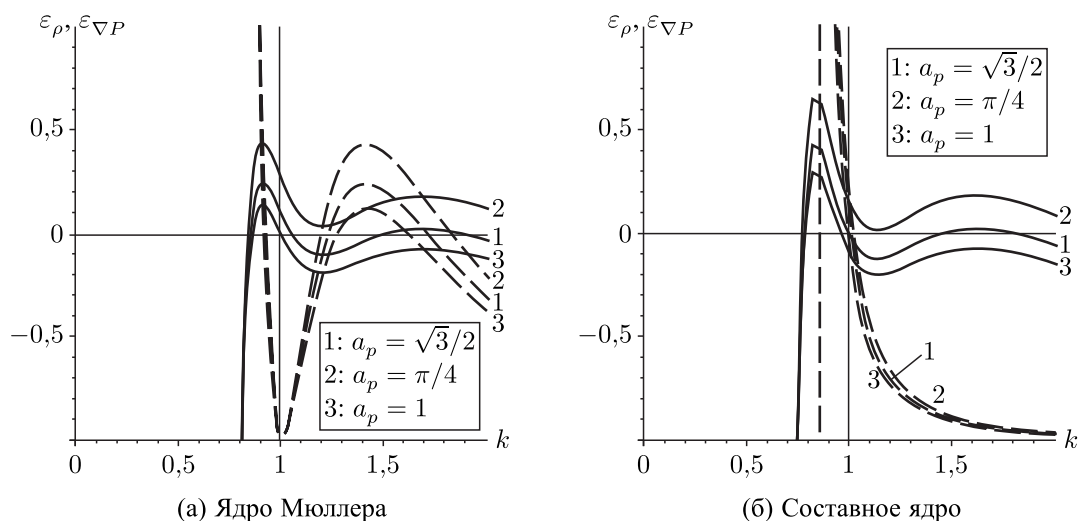 ε_ρ, ε_∇P
0,5
0
−0,5
0
0,5
1
1,5
k
2
1
3
2
1
3
1: a_p = √3/2
2: a_p = π/4
3: a_p = 1
(а) Ядро Мюллера
ε_ρ, ε_∇P
0,5
0
−0,5
0
0,5
1
1,5
k
1: a_p = √3/2
2: a_p = π/4
3: a_p = 1
2
1
3
1
3
2
(б) Составное ядро